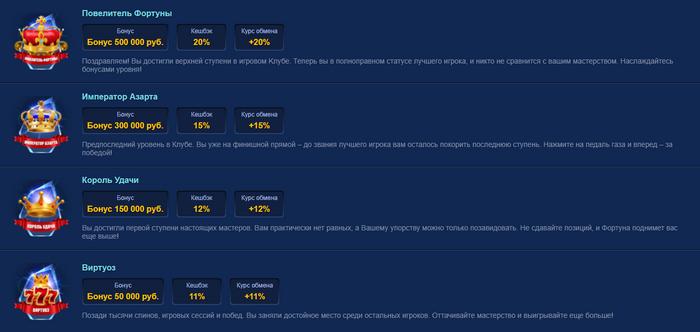 Повелитель Фортуны
Бонус Кешбэк Курс обмена
Бонус 500 000 руб. 20% +20%
ПОВЕЛИТЕЛЬ ФОРТУНЫ
Поздравляем! Вы достигли верхней ступени в игровом Клубе. Теперь вы в полноправном статусе лучшего игрока, и никто не сравнится с вашим мастерством. Наслаждайтесь
бонусами уровня!
Император Азарта
Бонус Кешбэк Курс обмена
Бонус 300 000 руб. 15% +15%
ИМПЕРАТОР АЗАРТА
Предпоследний уровень в Клубе. Вы уже на финишной прямой – до звания лучшего игрока вам осталось покорить последнюю ступень. Нажмите на педаль газа и вперед – за
победой!
Король Удачи
Бонус Кешбэк Курс обмена
Бонус 150 000 руб. 12% +12%
КОРОЛЬ УДАЧИ
Вы достигли первой ступени настоящих мастеров. Вам практически нет равных, а Вашему упорству можно только позавидовать. Не сдавайте позиций, и Фортуна поднимет вас
еще выше!
Виртуоз
Бонус Кешбэк Курс обмена
Бонус 50 000 руб. 11% +11%
777
ВИРТУОЗ
Позади тысячи спинов, игровых сессий и побед. Вы заняли достойное место среди остальных игроков. Оттачивайте мастерство и выигрывайте еще больше!